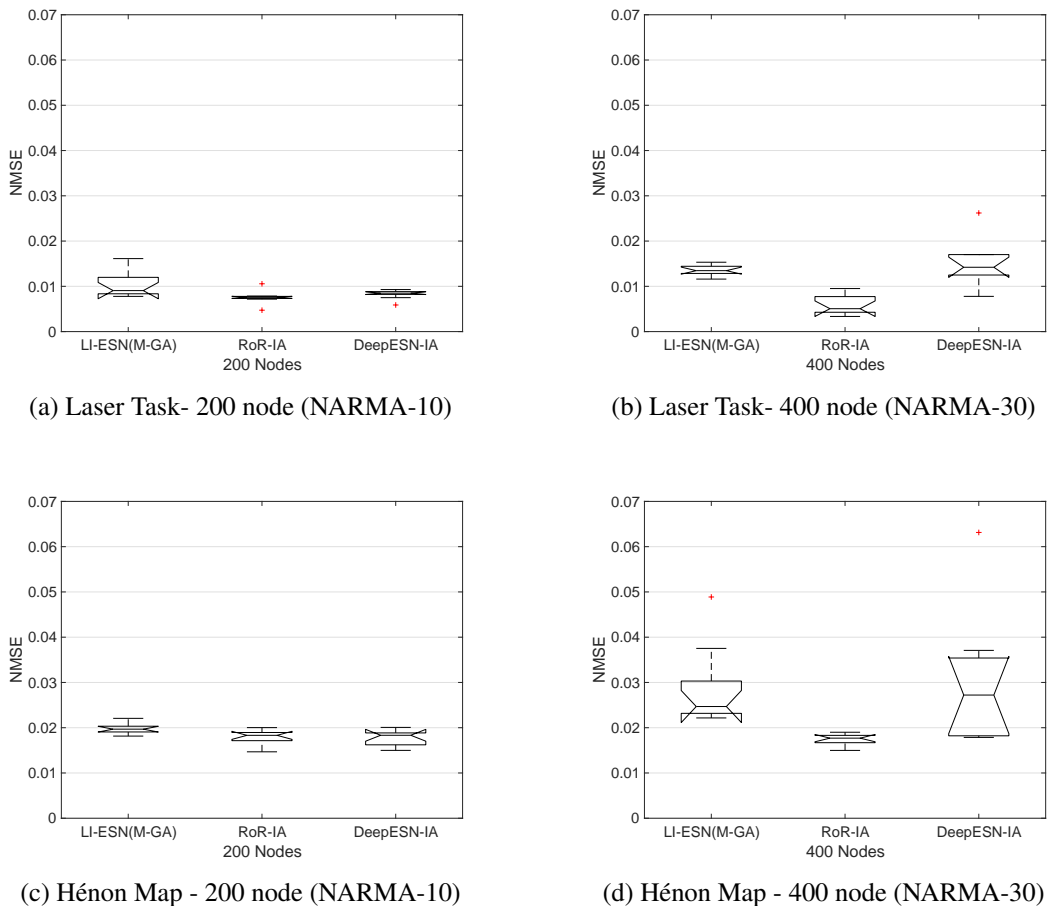 0.07
0.06
0.05
0.04
0.03
0.02
0.01
0
NMSE
LI-ESN(M-GA) RoR-IA DeepESN-IA
200 Nodes
(a) Laser Task- 200 node (NARMA-10)
0.07
0.06
0.05
0.04
0.03
0.02
0.01
0
NMSE
LI-ESN(M-GA) RoR-IA DeepESN-IA
400 Nodes
(b) Laser Task- 400 node (NARMA-30)
0.07
0.06
0.05
0.04
0.03
0.02
0.01
0
NMSE
LI-ESN(M-GA) RoR-IA DeepESN-IA
200 Nodes
(c) Hénon Map - 200 node (NARMA-10)
0.07
0.06
0.05
0.04
0.03
0.02
0.01
0
NMSE
LI-ESN(M-GA) RoR-IA DeepESN-IA
400 Nodes
(d) Hénon Map - 400 node (NARMA-30)